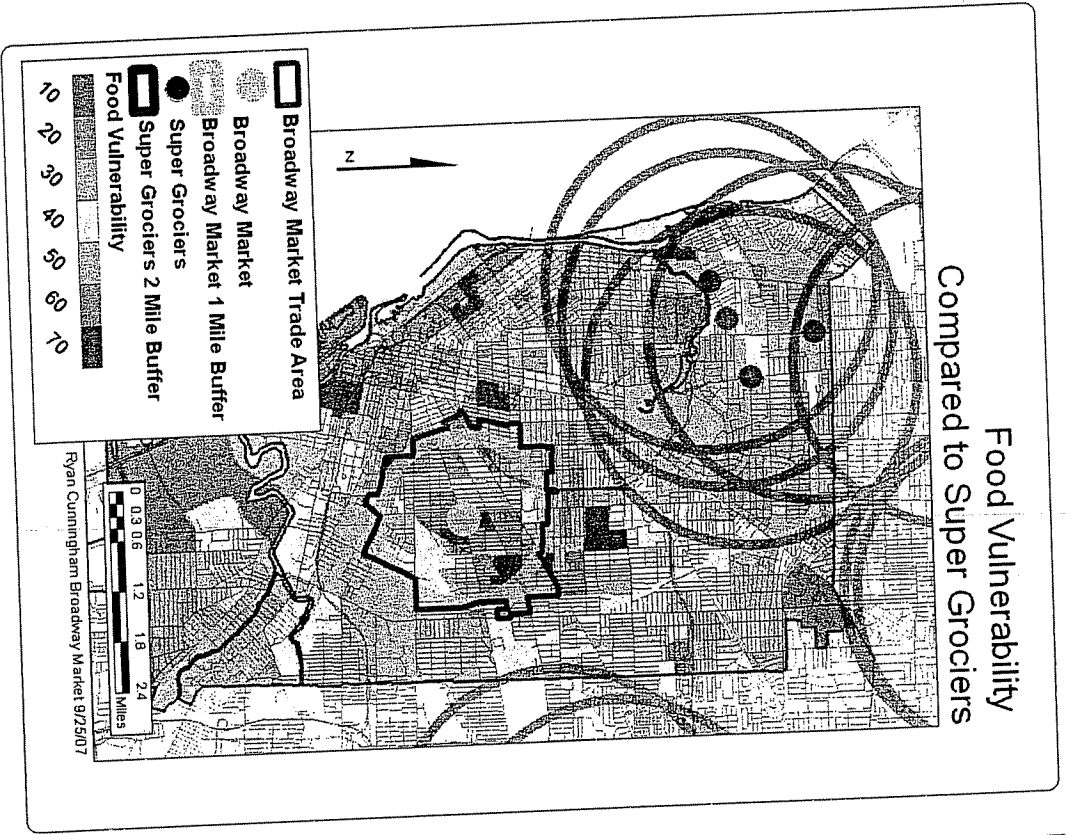 Food Vulnerability
Compared to Super Grociers
N
Broadway Market Trade Area
Broadway Market
Broadway Market 1 Mile Buffer
Super Grociers
Super Grociers 2 Mile Buffer
Food Vulnerability
10 20 30 40 50 60 70
0 0.3 0.6 1.2 1.8 2.4
Miles
Ryan Cunningham Broadway Market 9/25/07